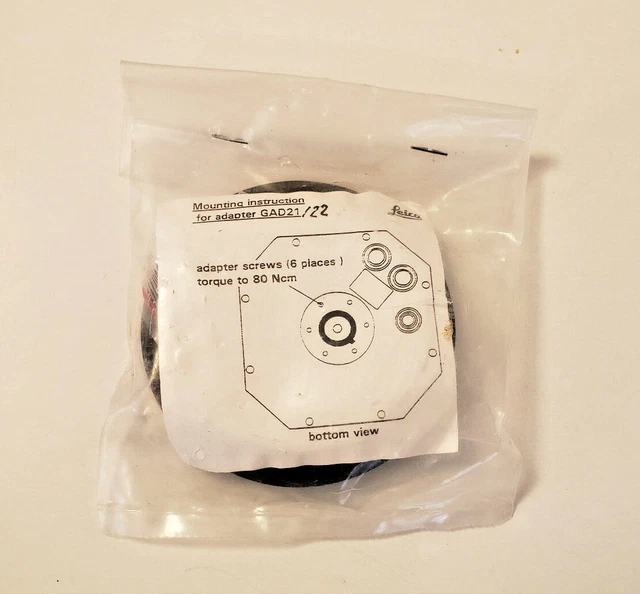 Mounting instruction
for adapter GAD21/22
Leica
adapter screws (6 places )
torque to 80 Ncm
bottom view